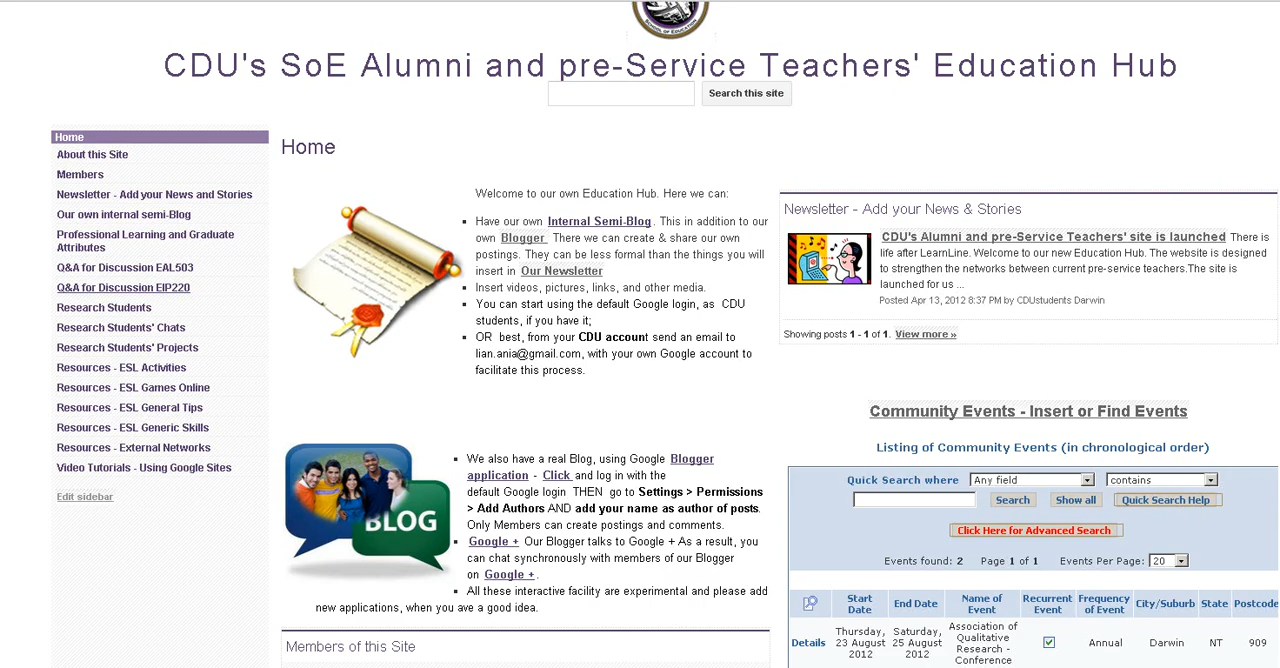 SCHOOL OF EDUCATION
CDU's SoE Alumni and pre-Service Teachers' Education Hub
Search this site
Home
About this Site
Members
Newsletter - Add your News and Stories
Our own internal semi-Blog
Professional Learning and Graduate
Attributes
Q&A for Discussion EAL503
Q&A for Discussion EIP220
Research Students
Research Students' Chats
Research Students' Projects
Resources - ESL Activities
Resources - ESL Games Online
Resources - ESL General Tips
Resources - ESL Generic Skills
Resources - External Networks
Video Tutorials - Using Google Sites
Edit sidebar
Home
Welcome to our own Education Hub. Here we can:
Have our own Internal Semi-Blog. This in addition to our
own Blogger There we can create & share our own
postings. They can be less formal than the things you will
insert in Our Newsletter
Insert videos, pictures, links, and other media.
You can start using the default Google login, as CDU
students, if you have it;
OR best, from your CDU account send an email to
lian.ania@gmail.com, with your own Google account to
facilitate this process.
BLOG
We also have a real Blog, using Google Blogger
application - Click and log in with the
default Google login THEN go to Settings > Permissions
> Add Authors AND add your name as author of posts.
Only Members can create postings and comments.
Google + Our Blogger talks to Google + As a result, you
can chat synchronously with members of our Blogger
on Google +.
All these interactive facility are experimental and please add
new applications, when you ave a good idea.
Members of this Site
Newsletter - Add your News & Stories
CDU's Alumni and pre-Service Teachers' site is launched There is
life after LearnLine. Welcome to our new Education Hub. The website is designed
to strengthen the networks between current pre-service teachers.The site is
launched for us ...
Posted Apr 13, 2012 8:37 PM by CDUstudents Darwin
Showing posts 1 - 1 of 1. View more »
Community Events - Insert or Find Events
Listing of Community Events (in chronological order)
Quick Search where Any field contains
Search Show all Quick Search Help
Click Here for Advanced Search
Events found: 2 Page 1 of 1 Events Per Page: 20
Start Date End Date Name of Event Recurrent Event Frequency of Event City/Suburb State Postcode
Details Thursday, 23 August 2012 Saturday, 25 August 2012 Association of Qualitative Research - Conference Annual Darwin NT 909